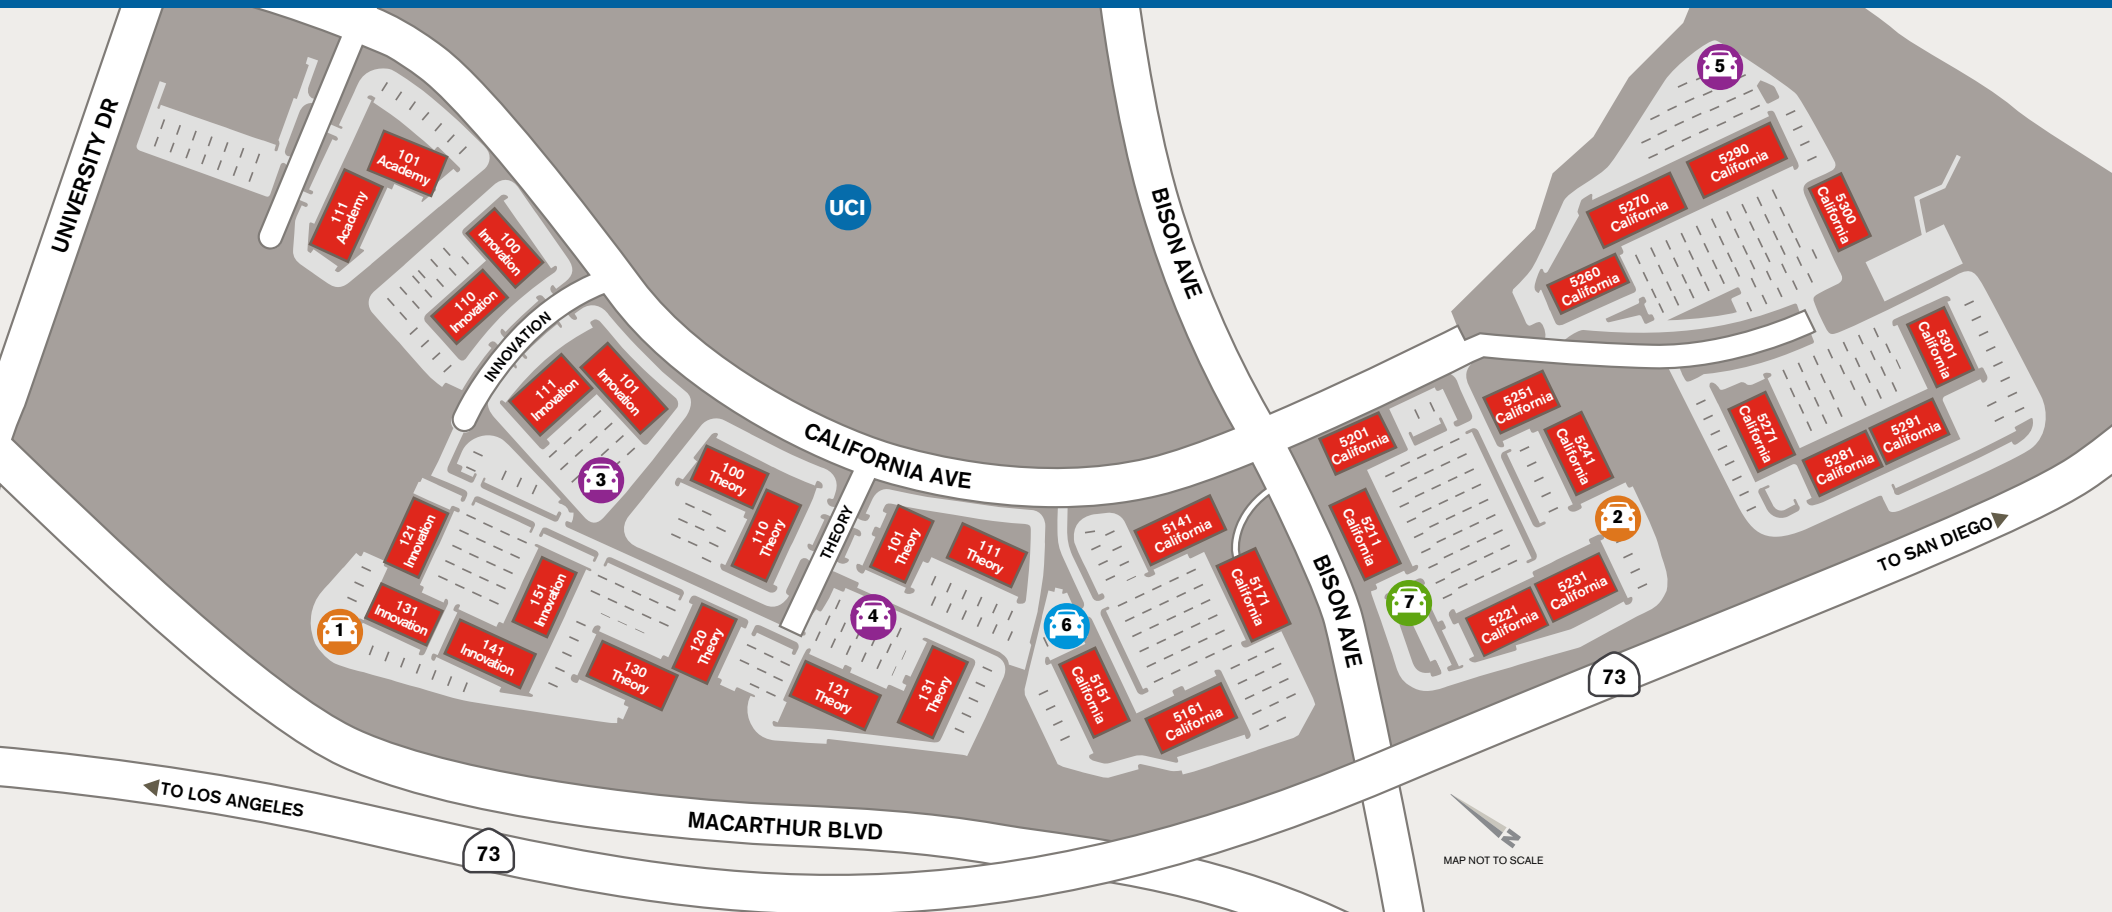 5
UNIVERSITY DR
101
Academy
111
Academy
5290
California
5270
California
5300
California
UCI
BISON AVE
100
Innovation
110
Innovation
5260
California
INNOVATION
111
Innovation
101
Innovation
5301
California
5251
California
5201
California
5241
California
5271
California
5291
California
5281
California
CALIFORNIA AVE
3
100
Theory
110
Theory
THEORY
101
Theory
111
Theory
5141
California
5211
California
2
TO SAN DIEGO
121
Innovation
131
Innovation
151
Innovation
141
Innovation
1
120
Theory
130
Theory
4
121
Theory
131
Theory
6
5171
California
5151
California
5161
California
BISON AVE
7
5231
California
5221
California
73
TO LOS ANGELES
MACARTHUR BLVD
73
N
MAP NOT TO SCALE